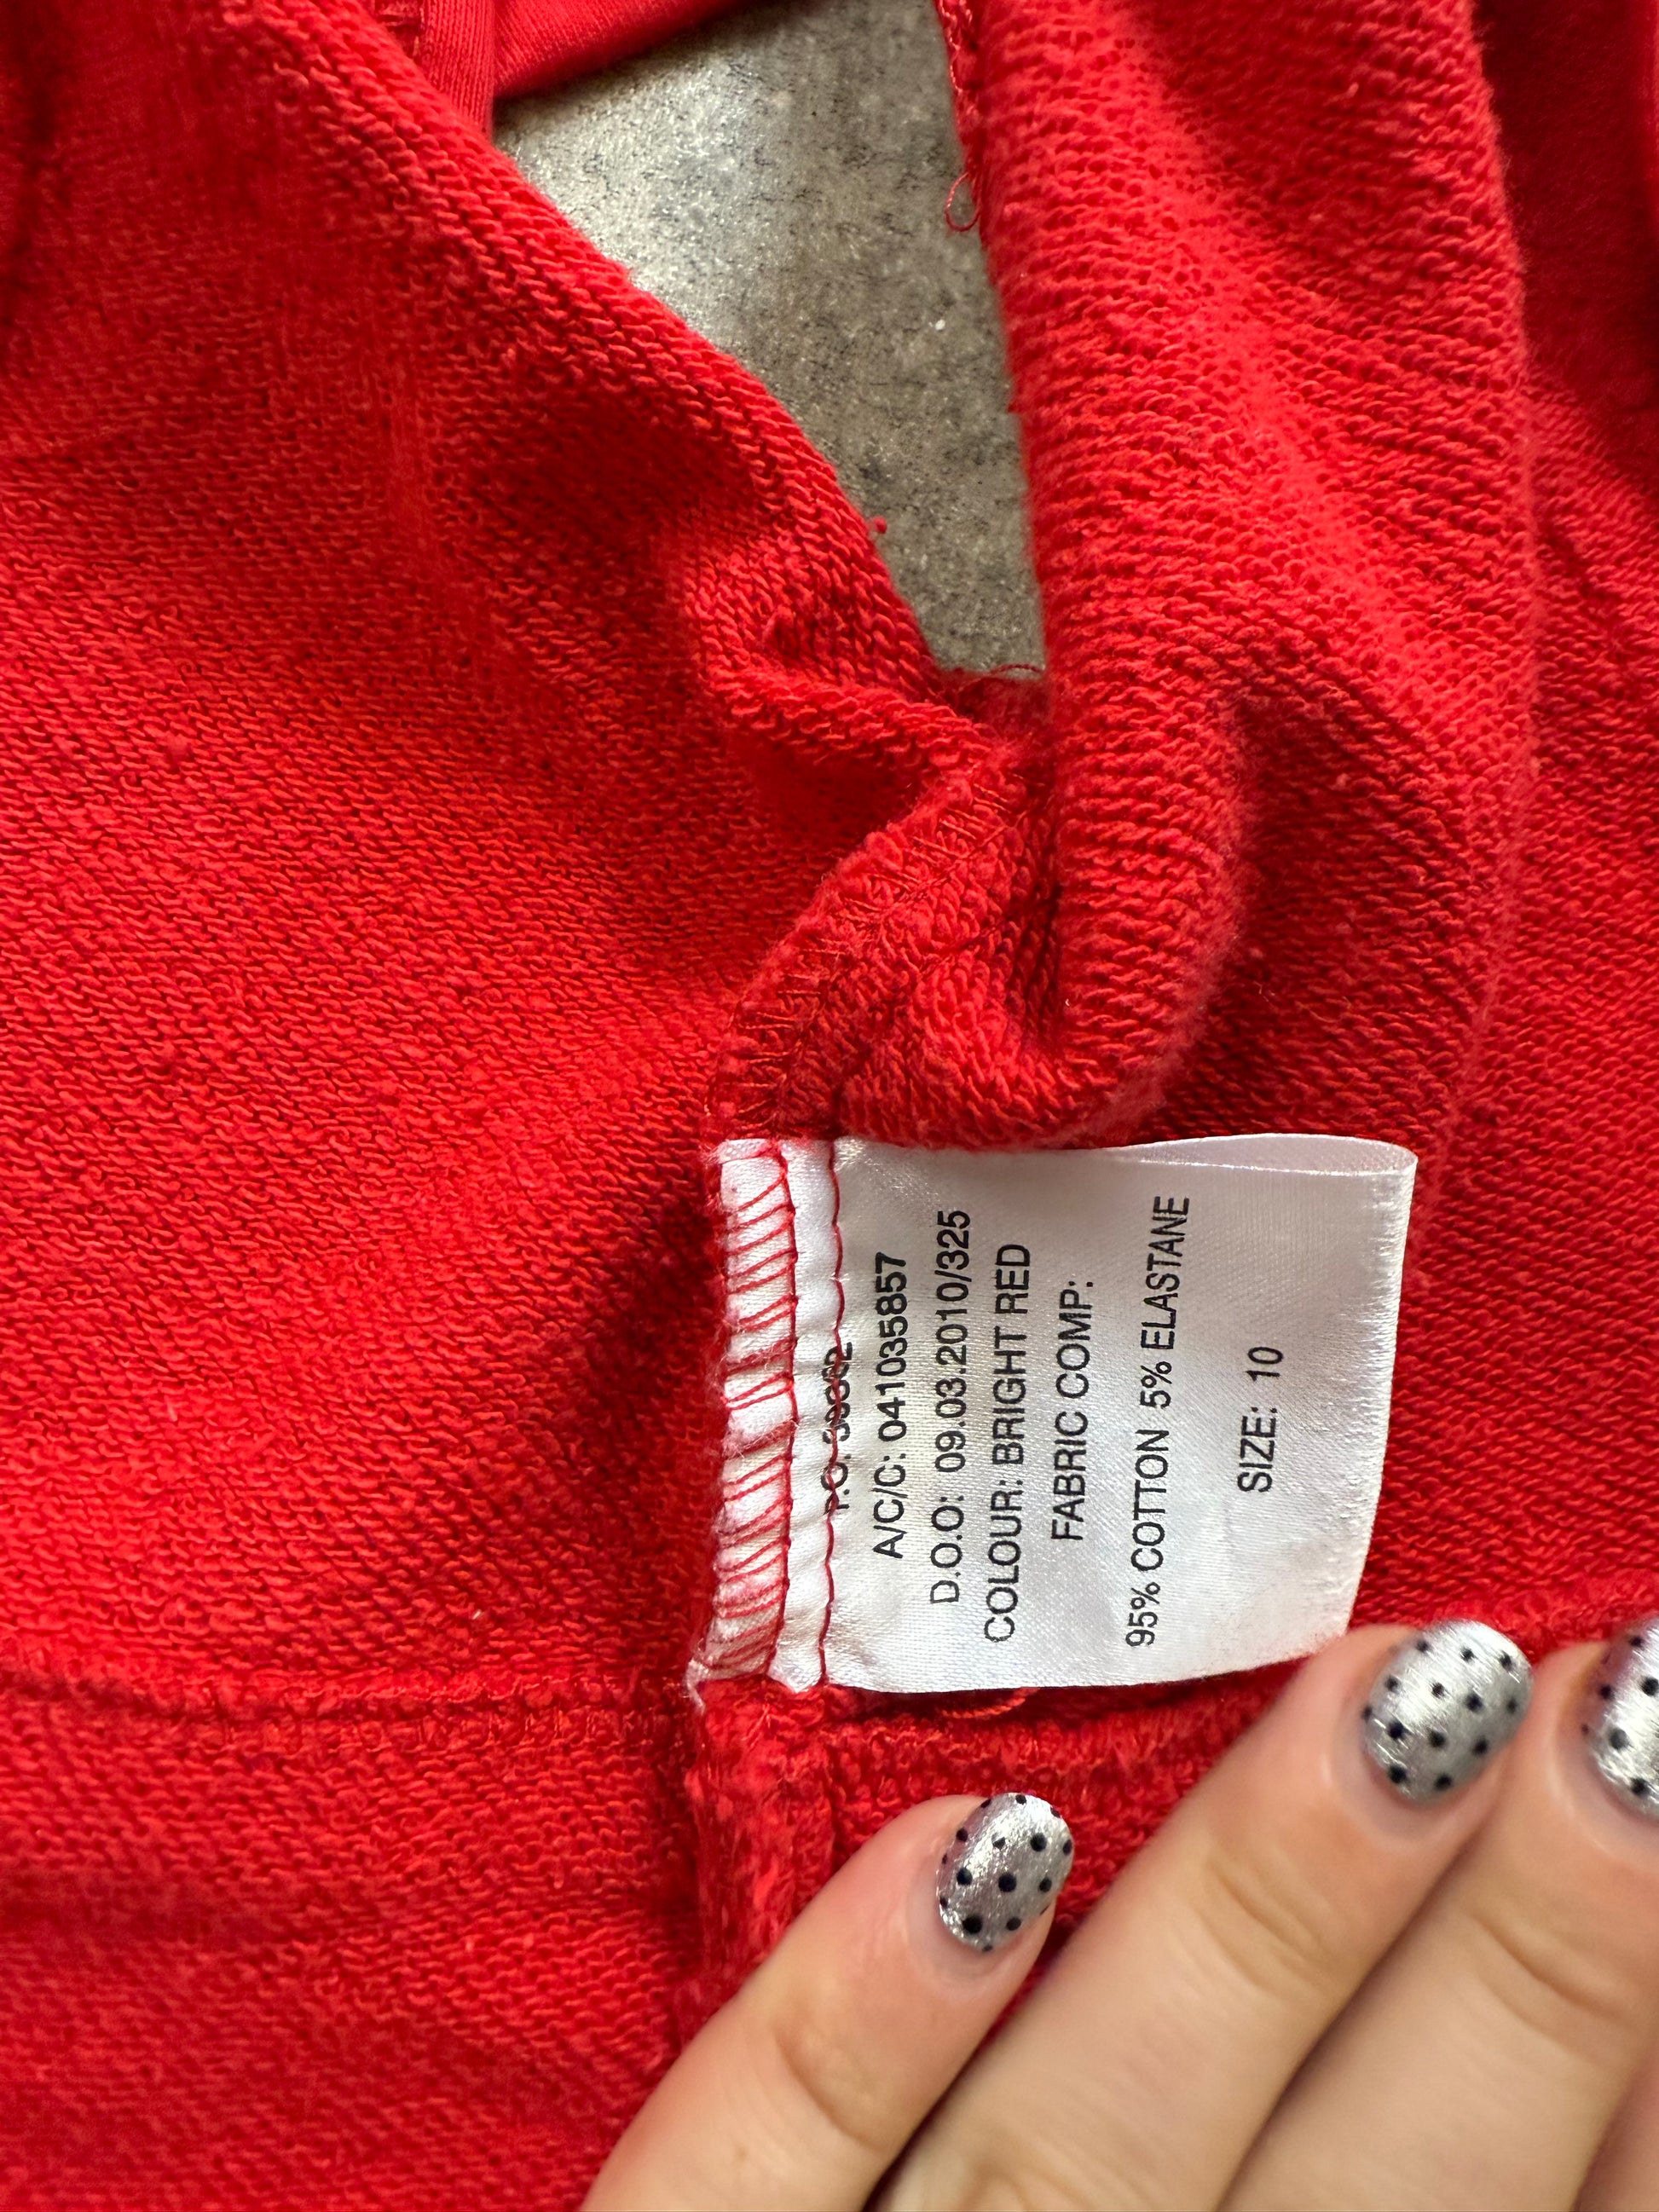 P.O.
A/C/C: 041035857
D.O.O: 09.03.2010/325
COLOUR: BRIGHT RED
FABRIC COMP:
95% COTTON 5% ELASTANE
SIZE: 10